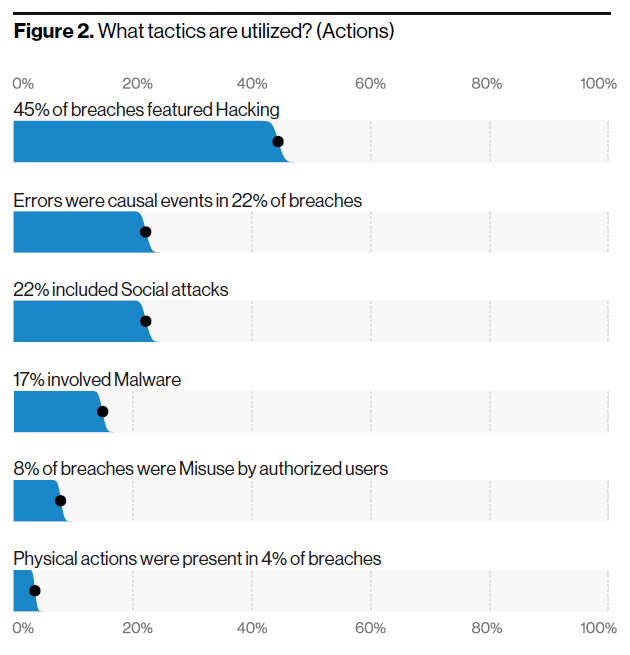 Figure 2. What tactics are utilized? (Actions)
0% 20% 40% 60% 80% 100%
45% of breaches featured Hacking
Errors were causal events in 22% of breaches
22% included Social attacks
17% involved Malware
8% of breaches were Misuse by authorized users
Physical actions were present in 4% of breaches
0% 20% 40% 60% 80% 100%